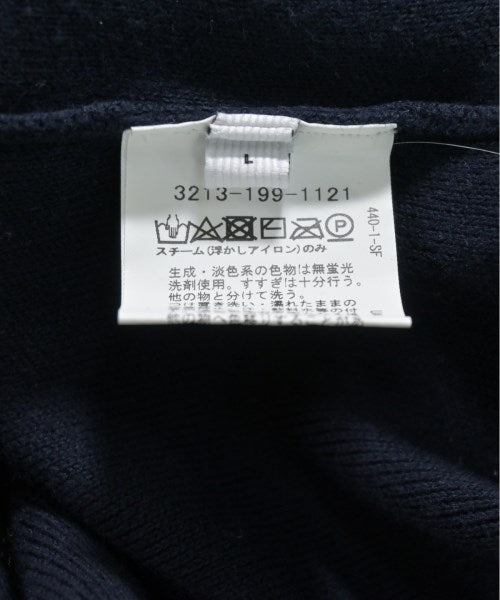 L
3213-199-1121
スチーム(浮かしアイロン)のみ
生成・淡色系の色物は無蛍光
洗剤使用。すすぎは十分行う。
他の物と分けて洗う。
440-1-SF